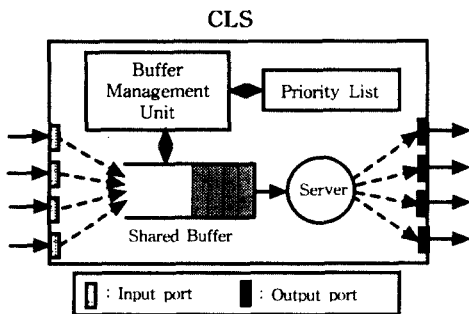 CLS
Buffer
Management
Unit
Priority List
Server
Shared Buffer
: Input port
: Output port